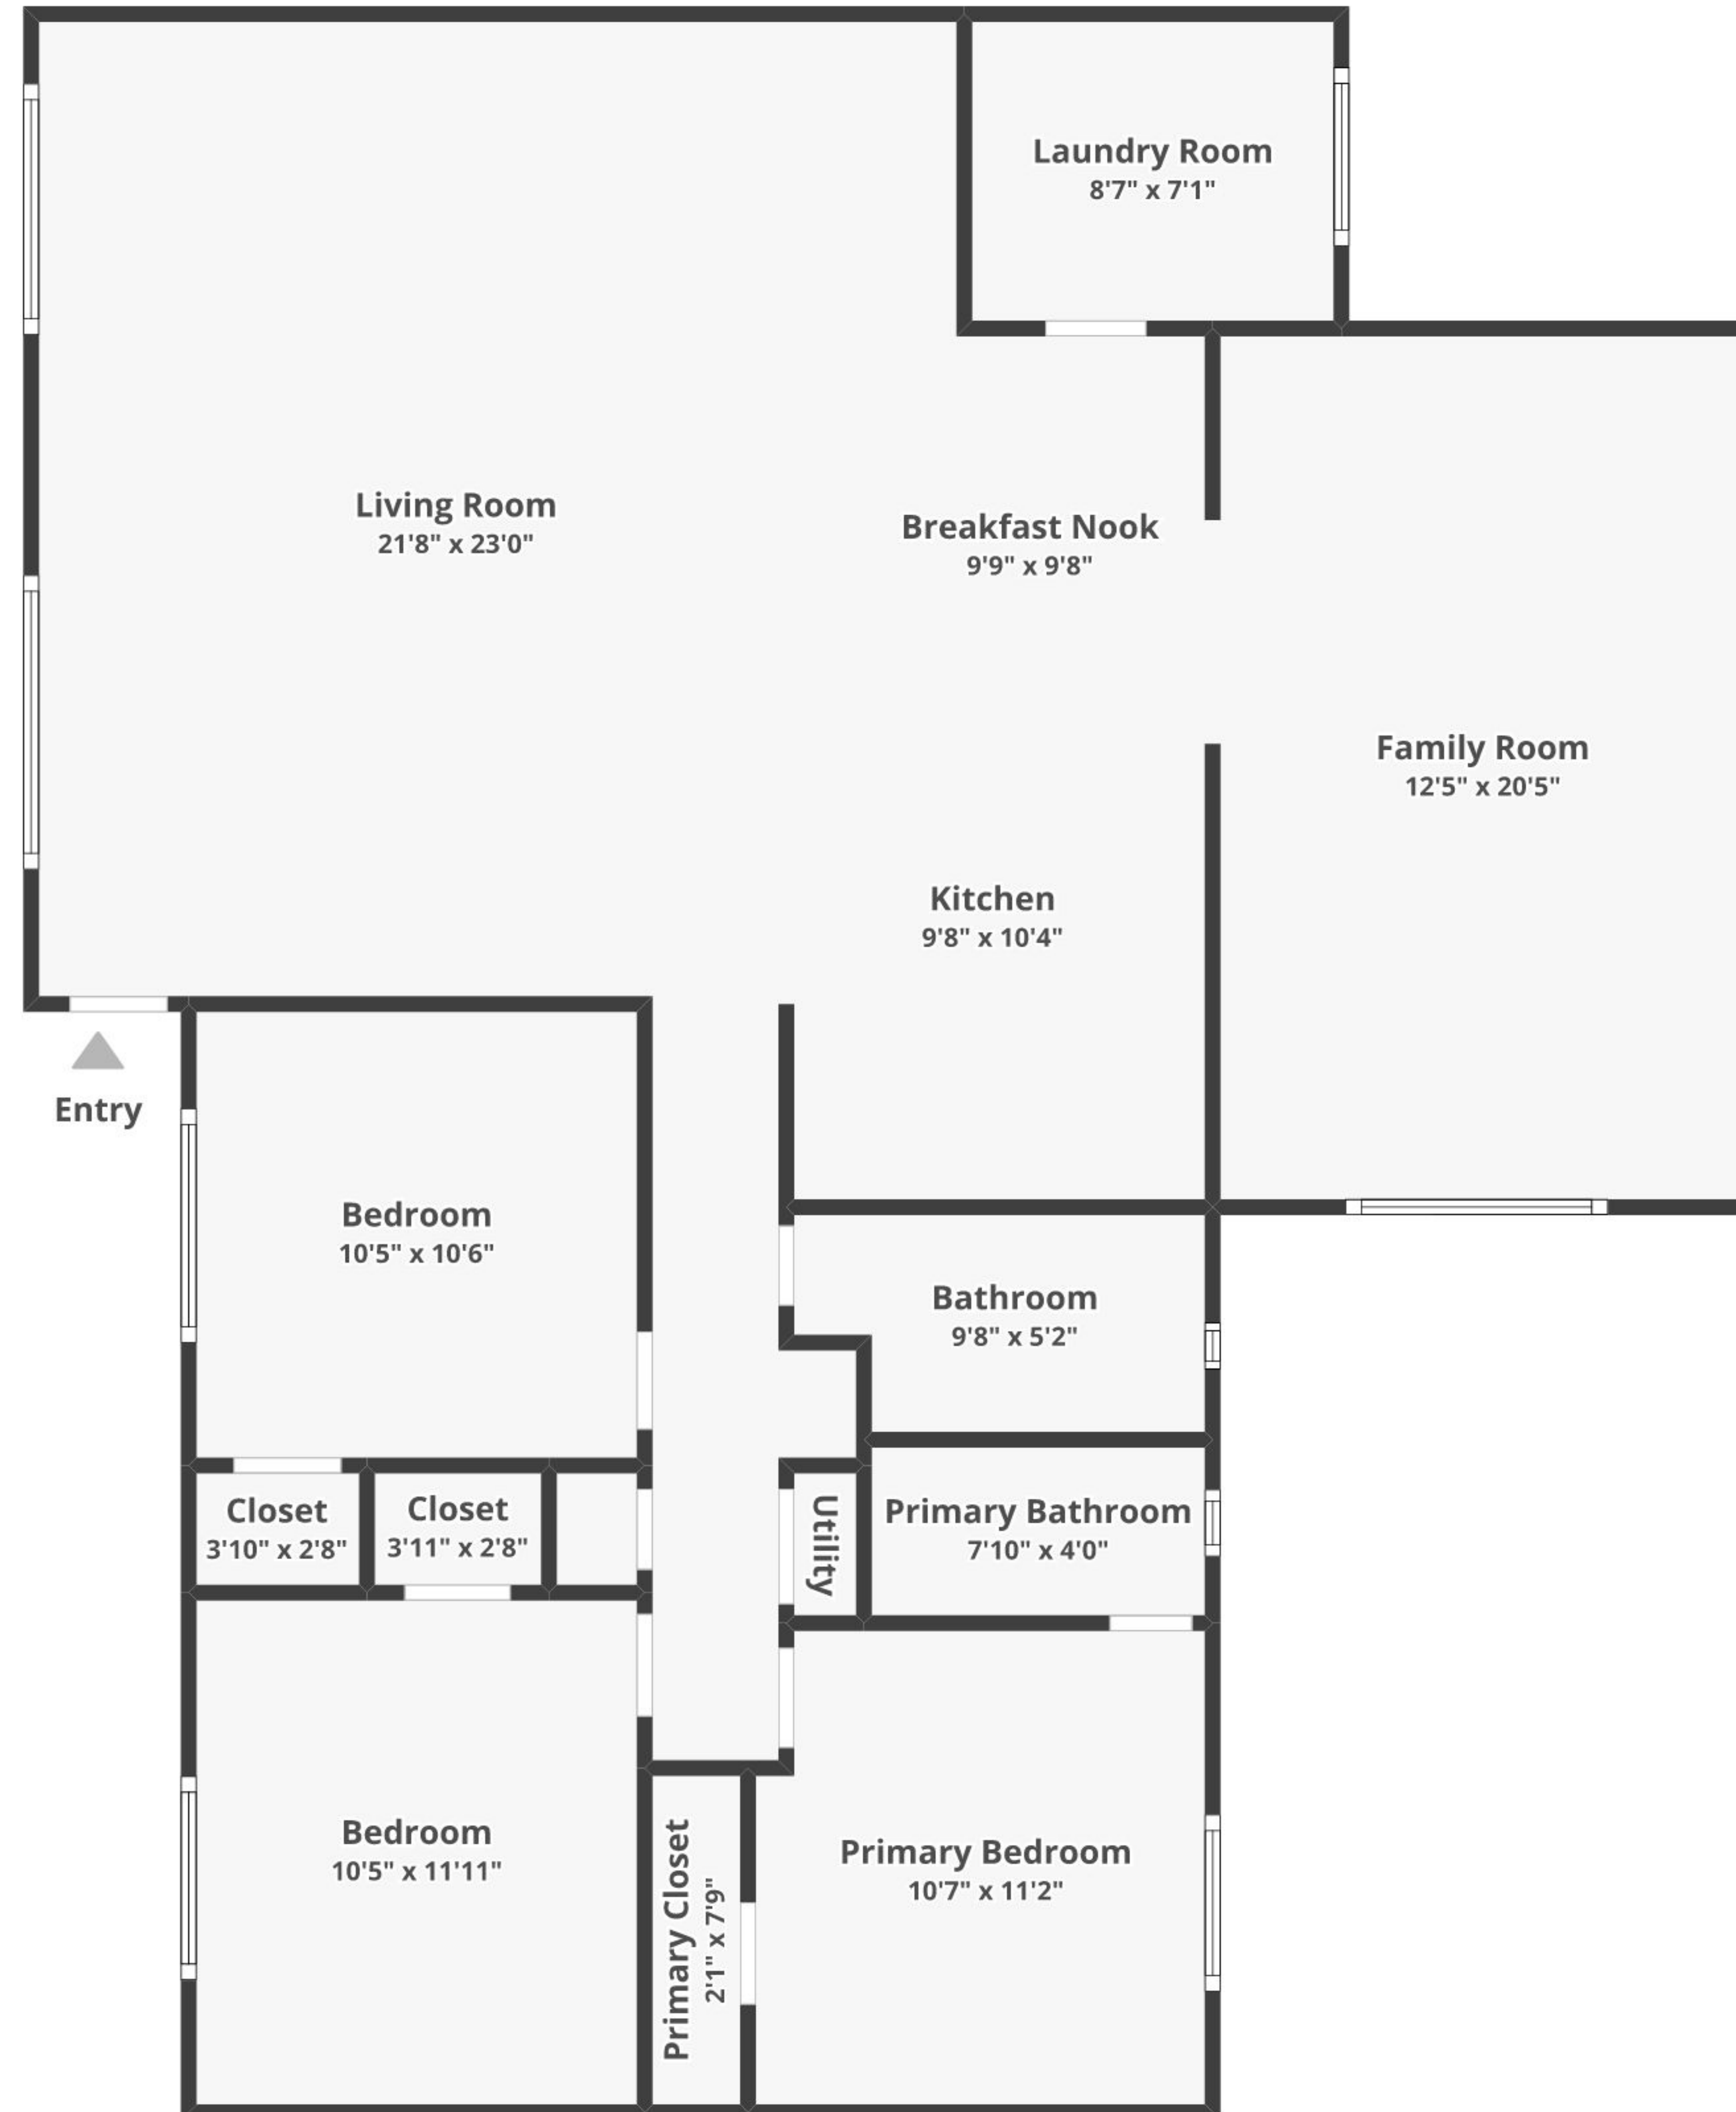 Laundry Room
8'7" x 7'1"
Living Room
21'8" x 23'0"
Breakfast Nook
9'9" x 9'8"
Family Room
12'5" x 20'5"
Kitchen
9'8" x 10'4"
Entry
Bedroom
10'5" x 10'6"
Bathroom
9'8" x 5'2"
Closet
3'10" x 2'8"
Closet
3'11" x 2'8"
Utility
Primary Bathroom
7'10" x 4'0"
Bedroom
10'5" x 11'11"
Primary Closet
2'1" x 7'9"
Primary Bedroom
10'7" x 11'2"